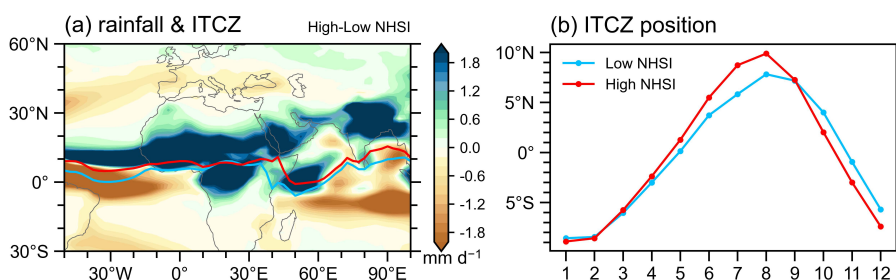 (a) rainfall & ITCZ
High-Low NHSI
60°N
30°N
0°
30°S
30°W 0° 30°E 60°E 90°E
1.8
1.2
0.6
0.0
-0.6
-1.2
-1.8
mm d⁻¹
(b) ITCZ position
Low NHSI
High NHSI
10°N
5°N
0°
5°S
1 2 3 4 5 6 7 8 9 10 11 12